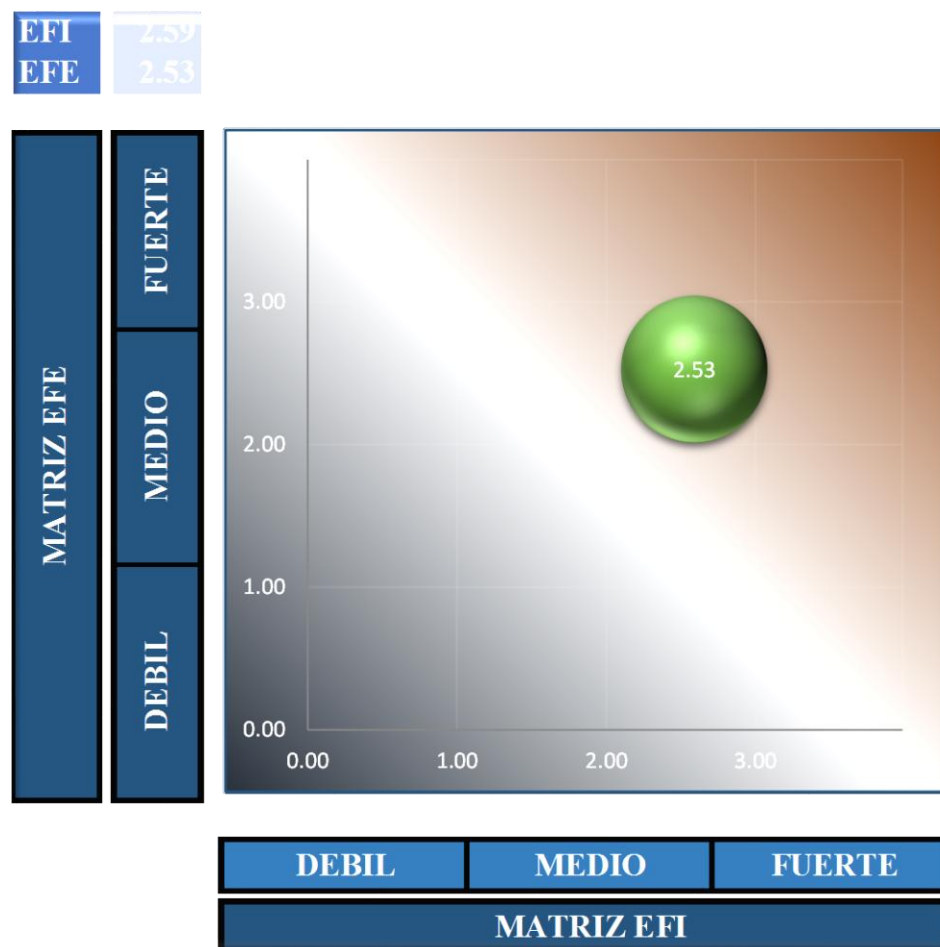 EFI 2.59
EFE 2.53
MATRIZ EFE
FUERTE
MEDIO
DEBIL
3.00
2.00
1.00
0.00
2.53
0.00 1.00 2.00 3.00
DEBIL MEDIO FUERTE
MATRIZ EFI